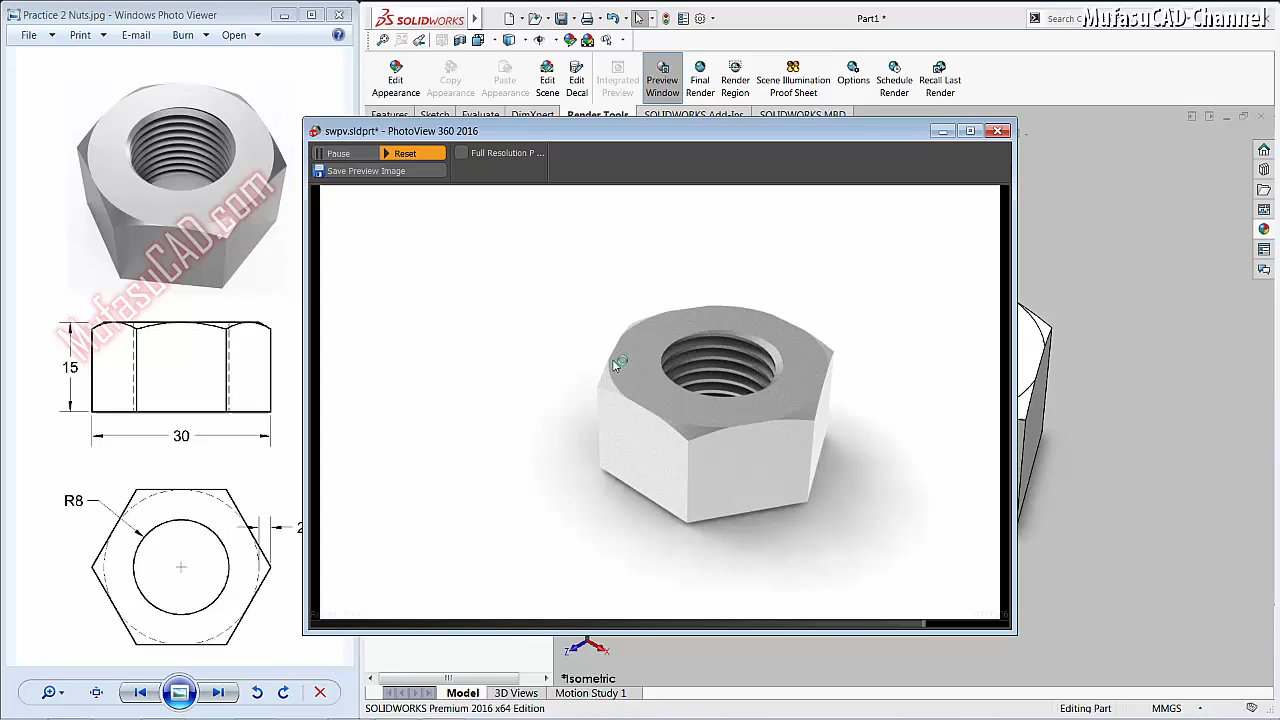 Practice 2 Nuts.jpg - Windows Photo Viewer
File Print E-mail Burn Open
MufasuCAD.com
15
30
R8
2
SOLIDWORKS
Part1 *
Search
MufasuCAD Channel
Edit Appearance
Copy Appearance
Paste Appearance
Edit Scene
Edit Decal
Integrated Preview
Preview Window
Final Render
Render Region
Scene Illumination Proof Sheet
Options
Schedule Render
Recall Last Render
Features Sketch Evaluate DimXpert Render Tools SOLIDWORKS Add-Ins SOLIDWORKS MBD
swpv.sldprt* - PhotoView 360 2016
Pause Reset Full Resolution P ...
Save Preview Image
Z X
*Isometric
Model 3D Views Motion Study 1
SOLIDWORKS Premium 2016 x64 Edition
Editing Part MMGS